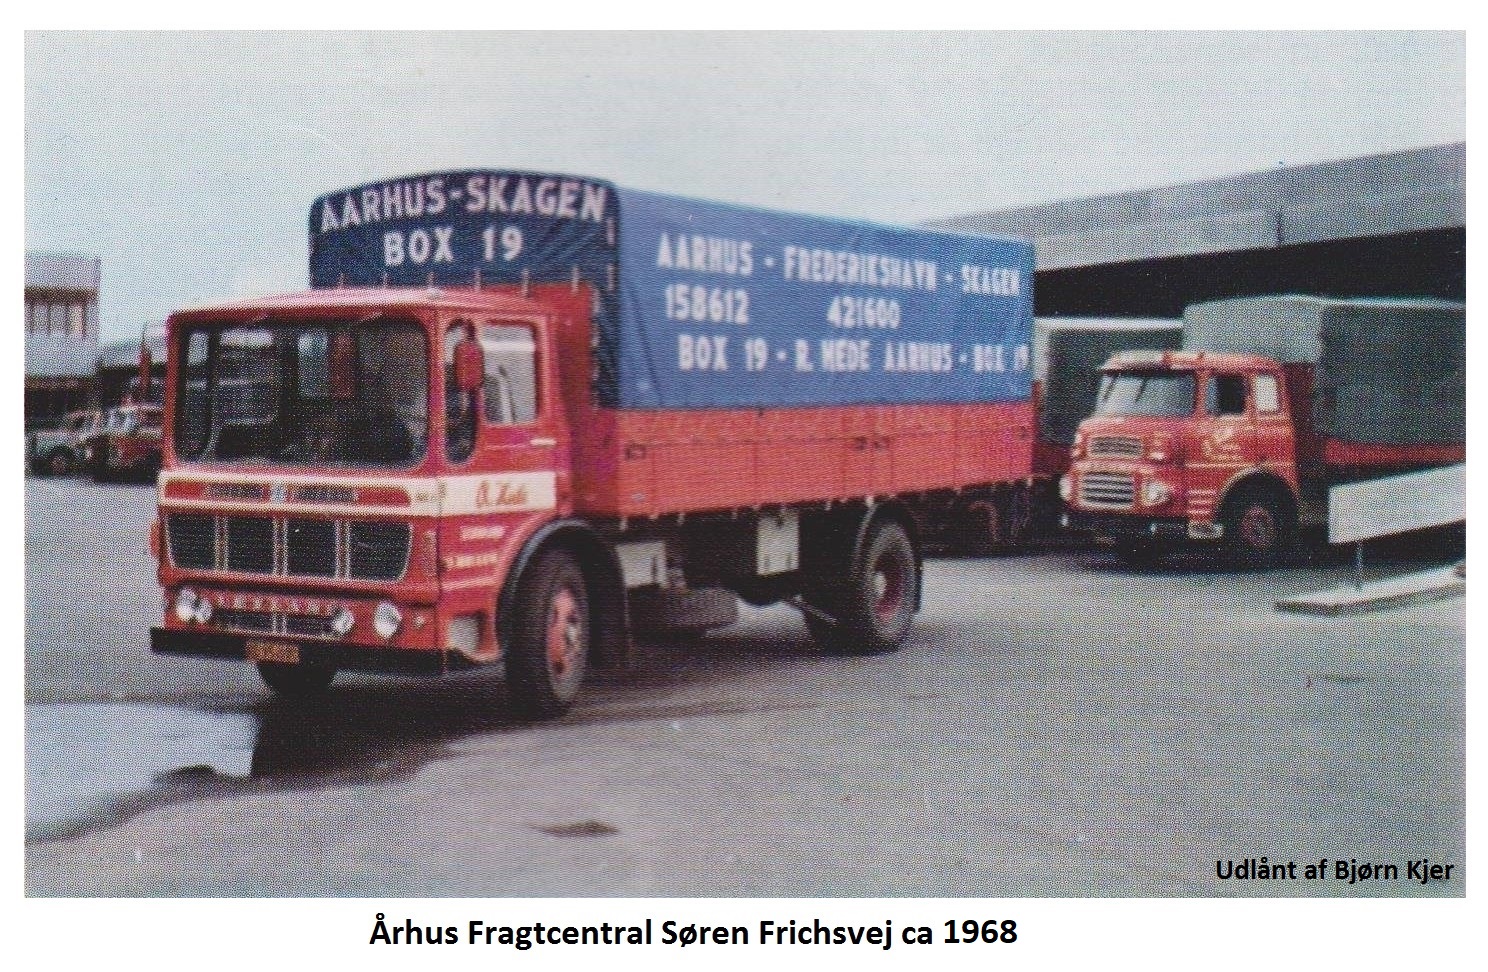 AARHUS-SKAGEN
BOX 19
AARHUS - FREDERIKSHAVN - SKAGEN
158612 421600
BOX 19 - R. MEDE AARHUS - BOX 19
Udlånt af Bjørn Kjer
Århus Fragtcentral Søren Frichsvej ca 1968